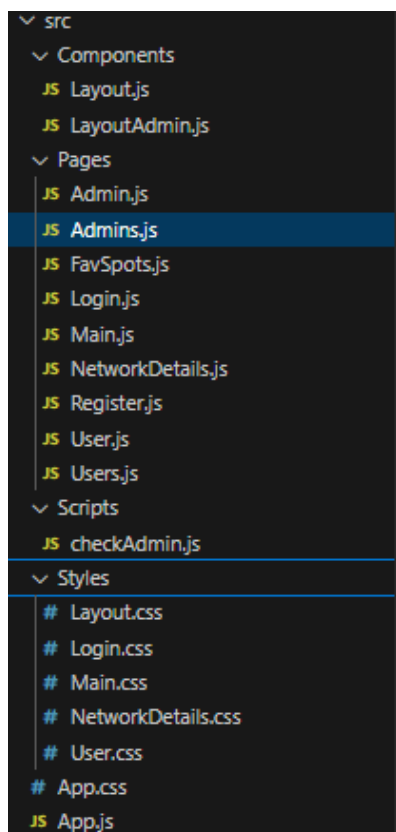 src
Components
JS Layout.js
JS LayoutAdmin.js
Pages
JS Admin.js
JS Admins.js
JS FavSpots.js
JS Login.js
JS Main.js
JS NetworkDetails.js
JS Register.js
JS User.js
JS Users.js
Scripts
JS checkAdmin.js
Styles
# Layout.css
# Login.css
# Main.css
# NetworkDetails.css
# User.css
# App.css
JS App.js